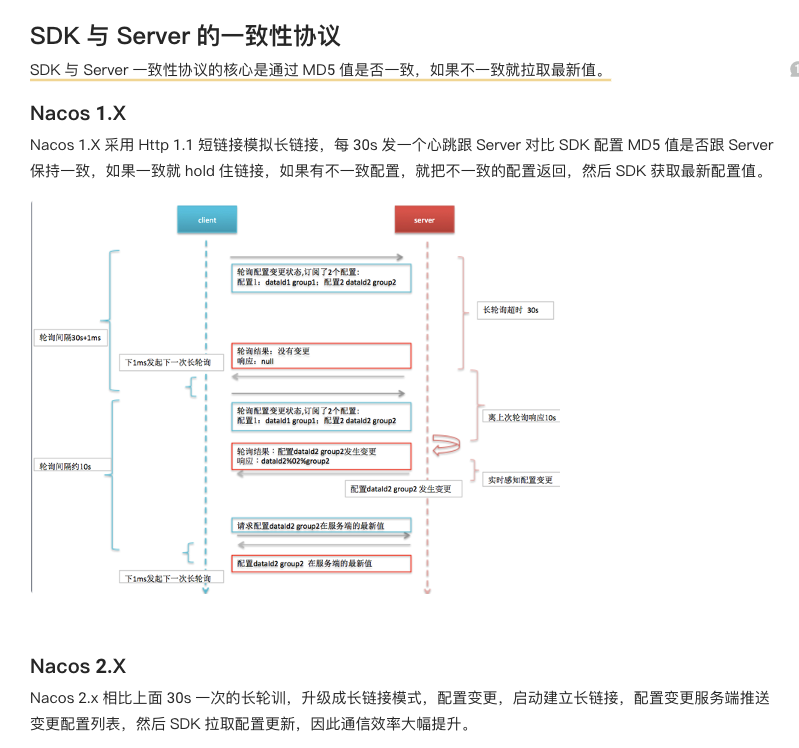 SDK 与 Server 的一致性协议
SDK 与 Server 一致性协议的核心是通过 MD5 值是否一致，如果不一致就拉取最新值。
Nacos 1.X
Nacos 1.X 采用 Http 1.1 短链接模拟长链接，每 30s 发一个心跳跟 Server 对比 SDK 配置 MD5 值是否跟 Server
保持一致，如果一致就 hold 住链接，如果有不一致配置，就把不一致的配置返回，然后 SDK 获取最新配置值。
client
server
轮询配置变更状态,订阅了2个配置:
配置1：dataId1 group1；配置2 dataId2 group2
长轮询超时 30s
轮询间隔30s+1ms
轮询结果：没有变更
响应：null
下1ms发起下一次长轮询
轮询配置变更状态,订阅了2个配置:
配置1：dataId1 group1；配置2 dataId2 group2
离上次轮询响应10s
轮询结果：配置dataId2 group2发生变更
响应：dataId2%02%group2
轮询间隔约10s
实时感知配置变更
配置dataId2 group2 发生变更
请求配置dataId2 group2在服务端的最新值
配置dataId2 group2 在服务端的最新值
下1ms发起下一次长轮询
Nacos 2.X
Nacos 2.x 相比上面 30s 一次的长轮训，升级成长链接模式，配置变更，启动建立长链接，配置变更服务端推送
变更配置列表，然后 SDK 拉取配置更新，因此通信效率大幅提升。